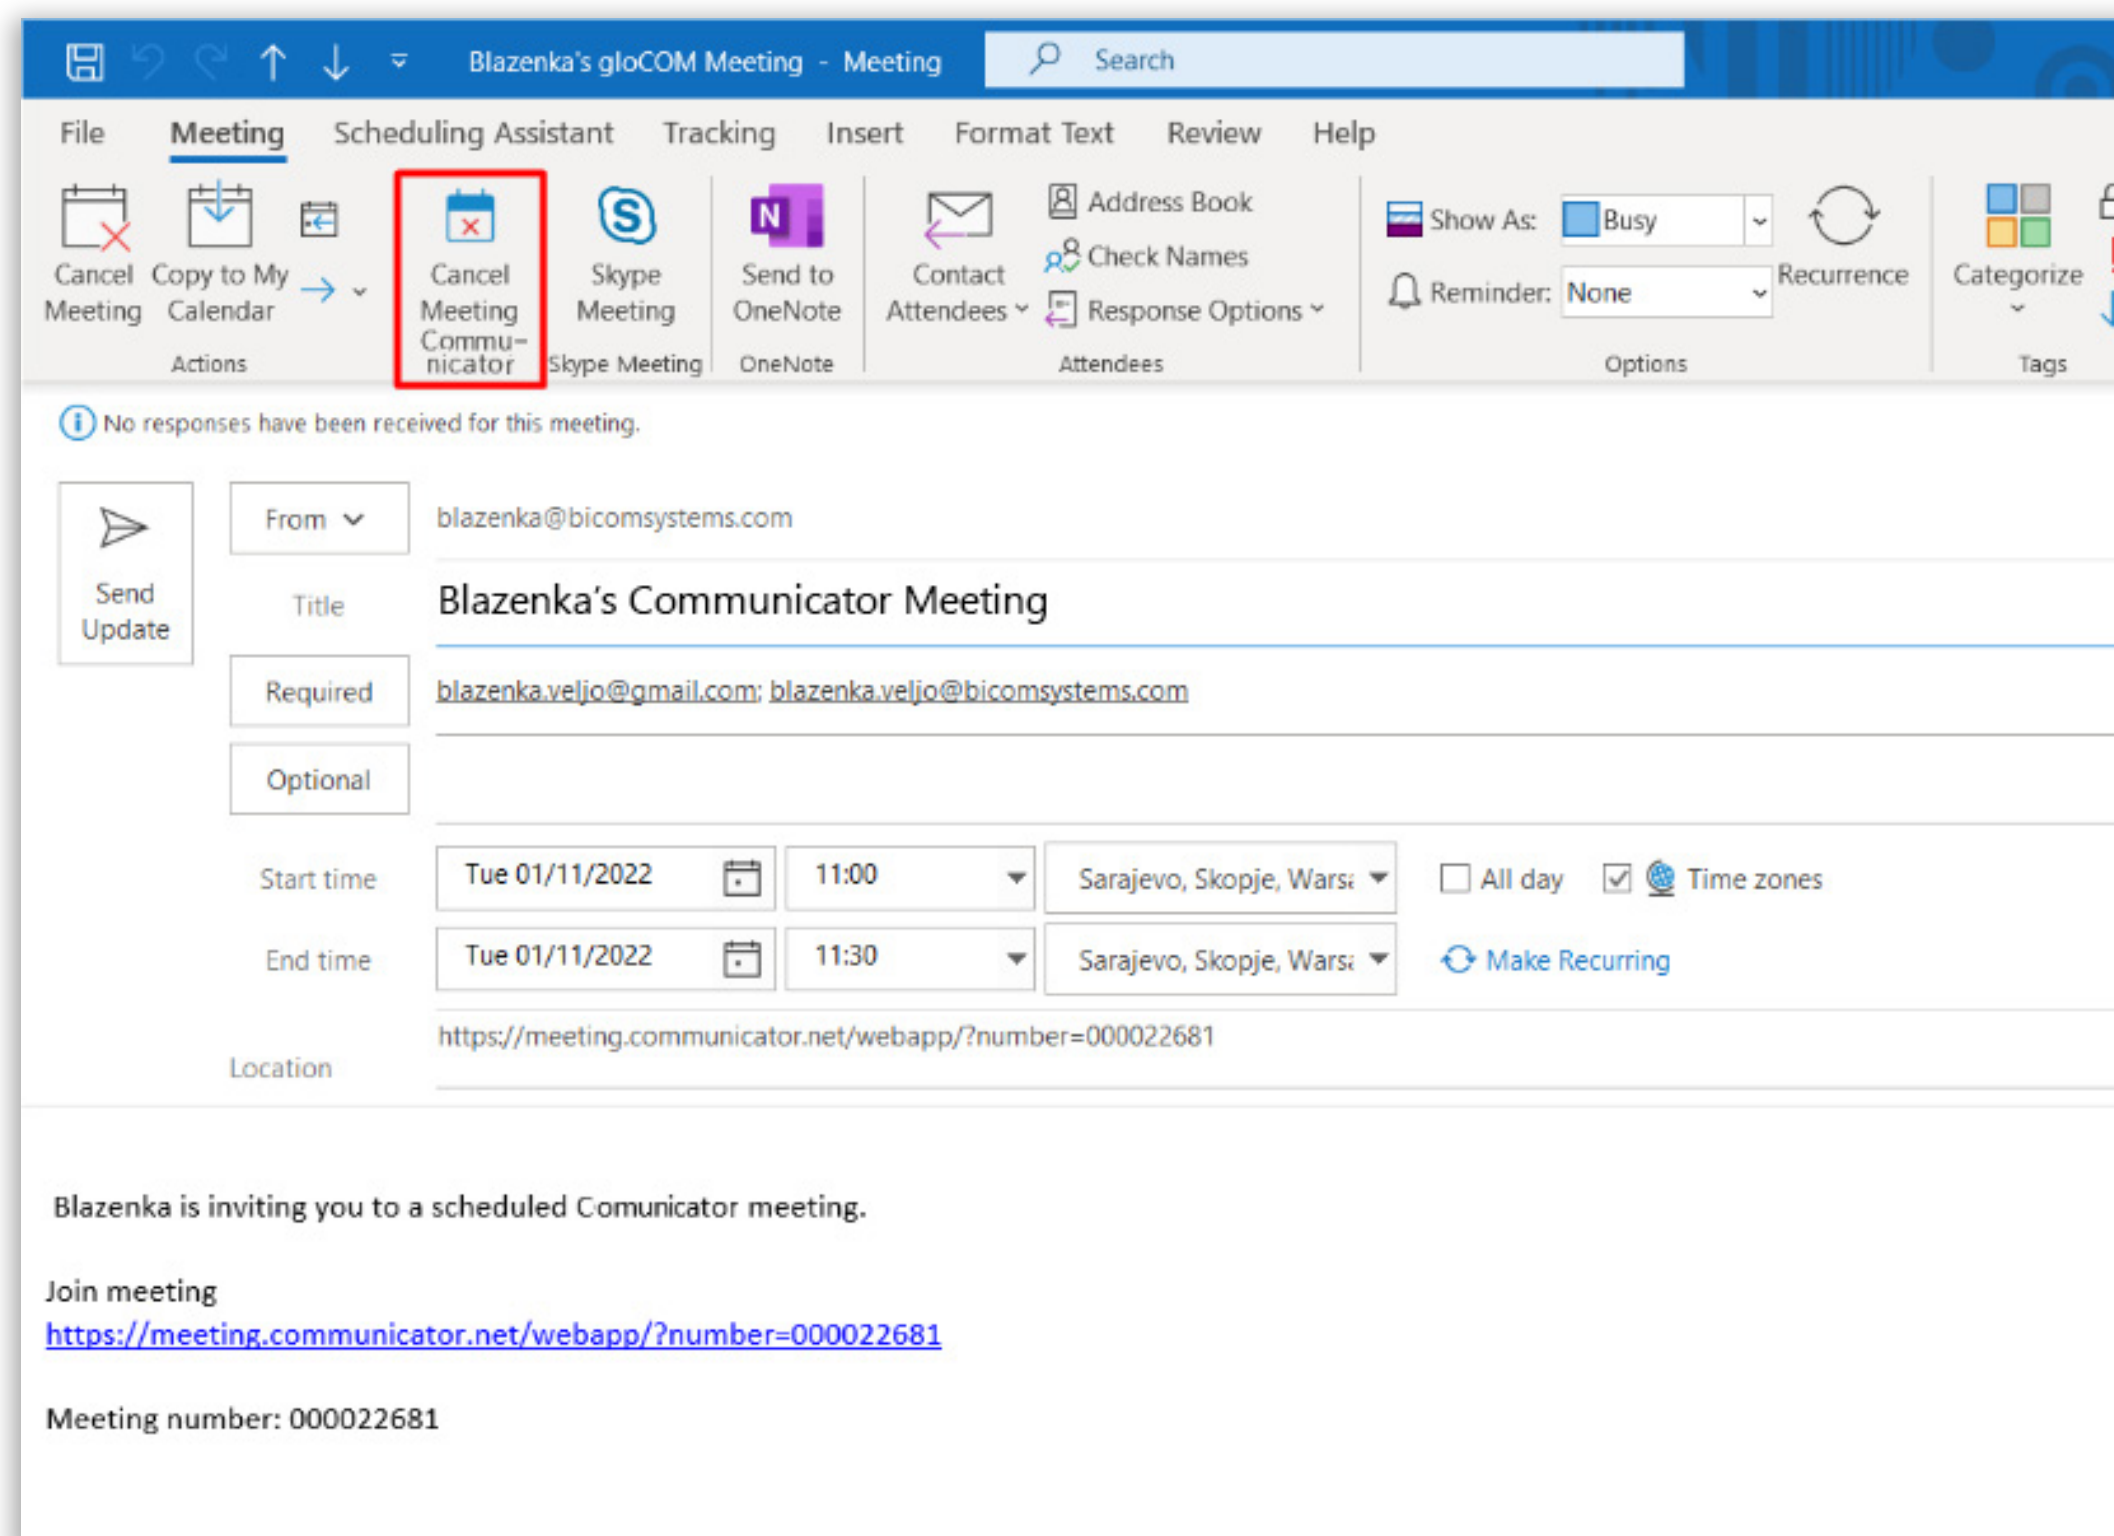 Blazenka's gloCOM Meeting - Meeting
Search
File Meeting Scheduling Assistant Tracking Insert Format Text Review Help
Cancel Meeting
Copy to My Calendar
Actions
Cancel Meeting
Commu-
nicator
Skype Meeting
Skype Meeting
N
Send to OneNote
OneNote
Contact Attendees
Address Book
Check Names
Response Options
Attendees
Show As: Busy
Reminder: None
Recurrence
Options
Categorize
Tags
No responses have been received for this meeting.
Send Update
From blazenka@bicomsystems.com
Title Blazenka’s Communicator Meeting
Required blazenka.veljo@gmail.com; blazenka.veljo@bicomsystems.com
Optional
Start time Tue 01/11/2022 11:00 Sarajevo, Skopje, Warsa All day Time zones
End time Tue 01/11/2022 11:30 Sarajevo, Skopje, Warsa Make Recurring
Location https://meeting.communicator.net/webapp/?number=000022681
Blazenka is inviting you to a scheduled Comunicator meeting.
Join meeting
https://meeting.communicator.net/webapp/?number=000022681
Meeting number: 000022681